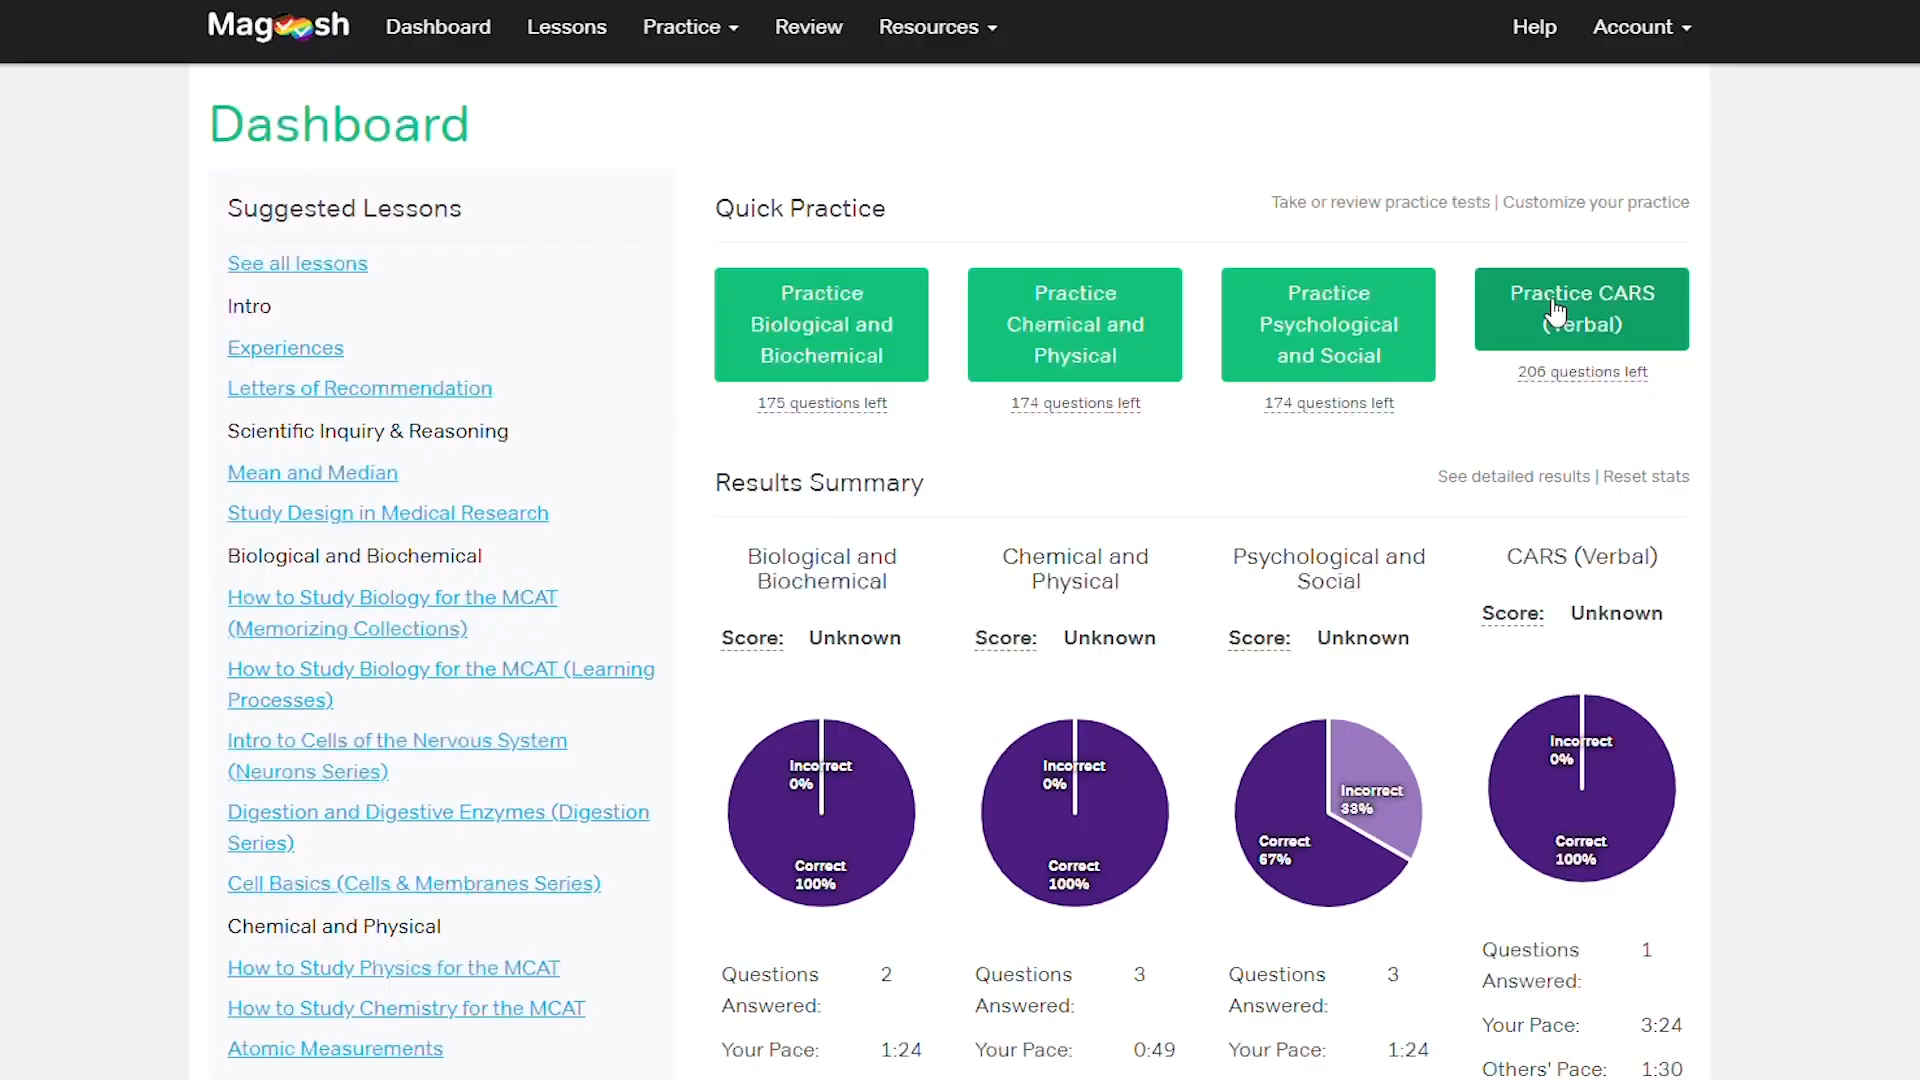 Magoosh Dashboard Lessons Practice Review Resources Help Account
Dashboard
Suggested Lessons
See all lessons
Intro
Experiences
Letters of Recommendation
Scientific Inquiry & Reasoning
Mean and Median
Study Design in Medical Research
Biological and Biochemical
How to Study Biology for the MCAT
(Memorizing Collections)
How to Study Biology for the MCAT (Learning
Processes)
Intro to Cells of the Nervous System
(Neurons Series)
Digestion and Digestive Enzymes (Digestion
Series)
Cell Basics (Cells & Membranes Series)
Chemical and Physical
How to Study Physics for the MCAT
How to Study Chemistry for the MCAT
Atomic Measurements
Quick Practice
Take or review practice tests | Customize your practice
Practice
Biological and
Biochemical
175 questions left
Practice
Chemical and
Physical
174 questions left
Practice
Psychological
and Social
174 questions left
Practice CARS
(Verbal)
206 questions left
Results Summary
See detailed results | Reset stats
Biological and
Biochemical
Score: Unknown
Incorrect
0%
Correct
100%
Questions 2
Answered:
Your Pace: 1:24
Chemical and
Physical
Score: Unknown
Incorrect
0%
Correct
100%
Questions 3
Answered:
Your Pace: 0:49
Psychological and
Social
Score: Unknown
Incorrect
33%
Correct
67%
Questions 3
Answered:
Your Pace: 1:24
CARS (Verbal)
Score: Unknown
Incorrect
0%
Correct
100%
Questions 1
Answered:
Your Pace: 3:24
Others' Pace: 1:30